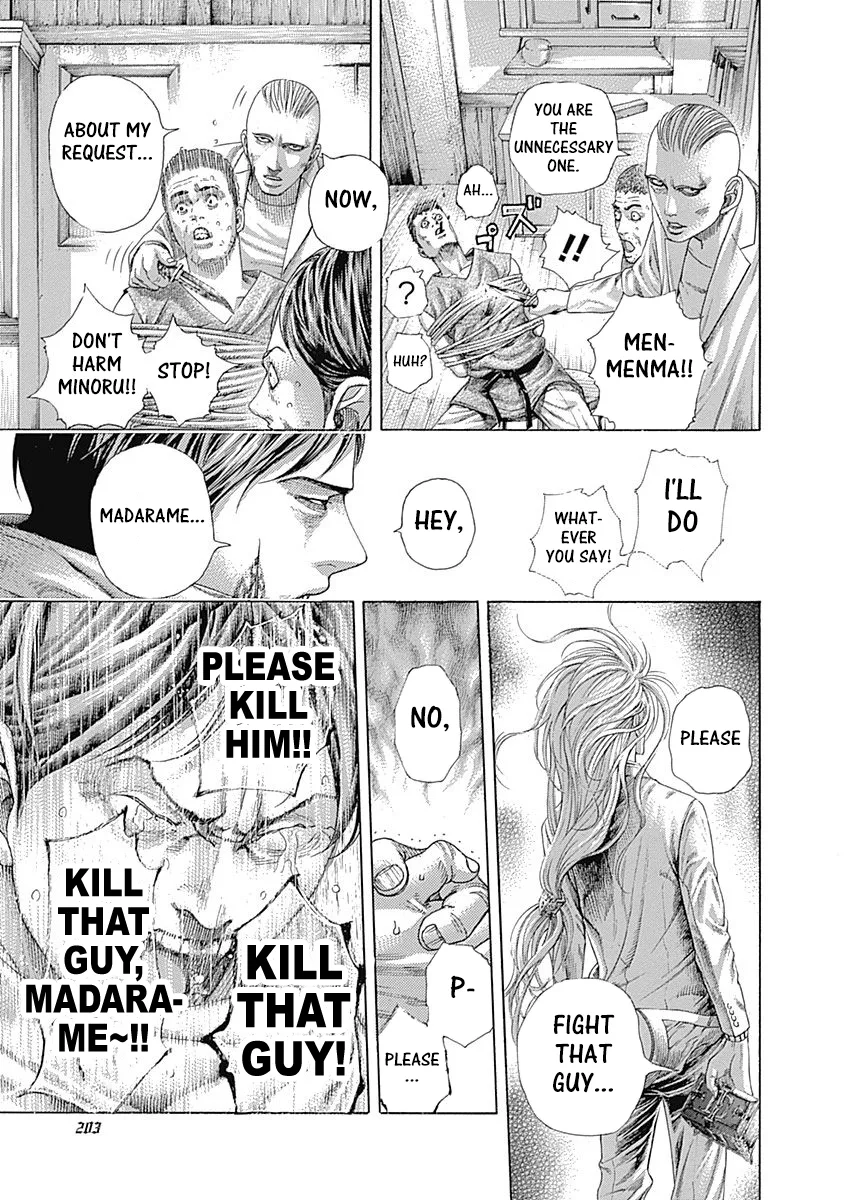 YOU ARE
THE
UNNECESSARY
ONE.
AH...
ズ
プ
!!
?
HUH?
MEN-
MENMA!!
ABOUT MY
REQUEST...
NOW,
DON'T
HARM
MINORU!!
STOP!
I'LL
DO
WHAT-
EVER
YOU SAY!
HEY,
MADARAME...
PLEASE
FIGHT
THAT
GUY...
NO,
P-
PLEASE
...
PLEASE
KILL
HIM!!
KILL
THAT
GUY!
KILL
THAT
GUY,
MADARA-
ME~!!
203